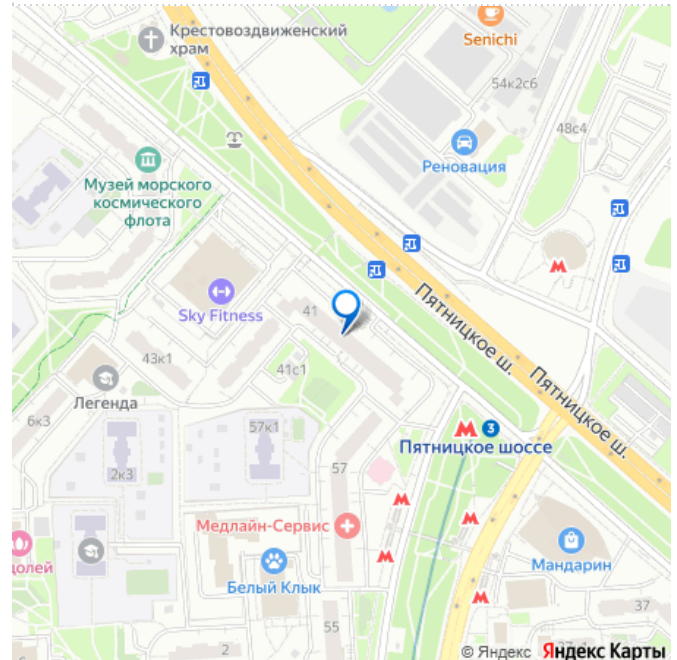 Крестовоздвиженский
храм
Senichi
54к2с6
48с4
Реновация
Музей морского
космического
флота
Sky Fitness
41
Пятницкое ш.
Пятницкое ш.
43к1
41с1
Легенда
6к3
57к1
2к3
57
3
Пятницкое шоссе
Медлайн-Сервис
Мандарин
долей
Белый Клык
37
55
2
© Яндекс Яндекс Карты